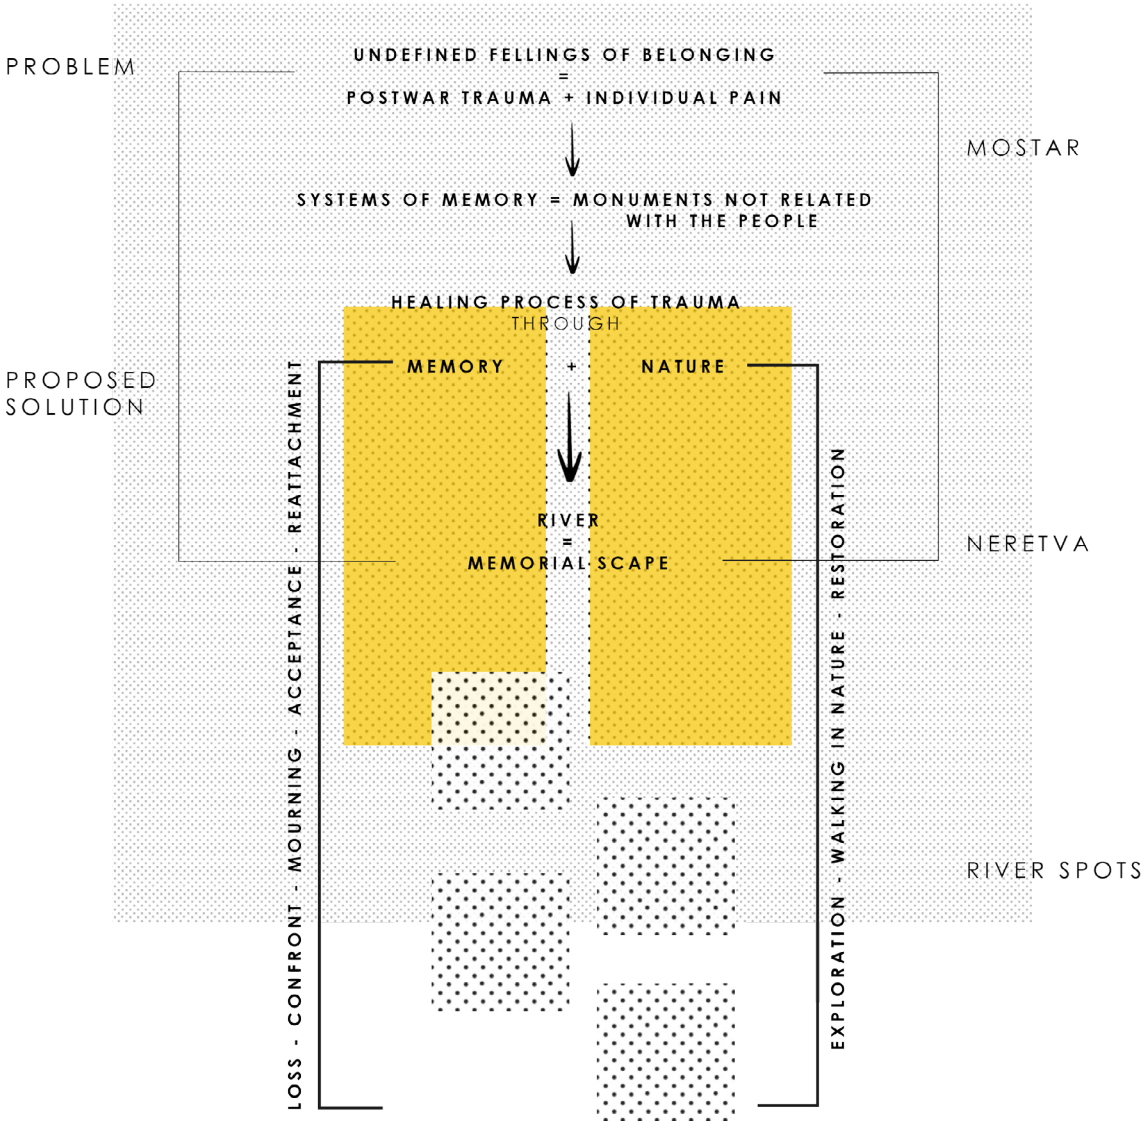 PROBLEM
UNDEFINED FELLINGS OF BELONGING
=
POSTWAR TRAUMA + INDIVIDUAL PAIN
MOSTAR
SYSTEMS OF MEMORY = MONUMENTS NOT RELATED
WITH THE PEOPLE
HEALING PROCESS OF TRAUMA
THROUGH
MEMORY + NATURE
PROPOSED
SOLUTION
RIVER
=
MEMORIAL SCAPE
NERETVA
LOSS - CONFRONT - MOURNING - ACCEPTANCE - REATTACHMENT
EXPLORATION - WALKING IN NATURE - RESTORATION
RIVER SPOTS